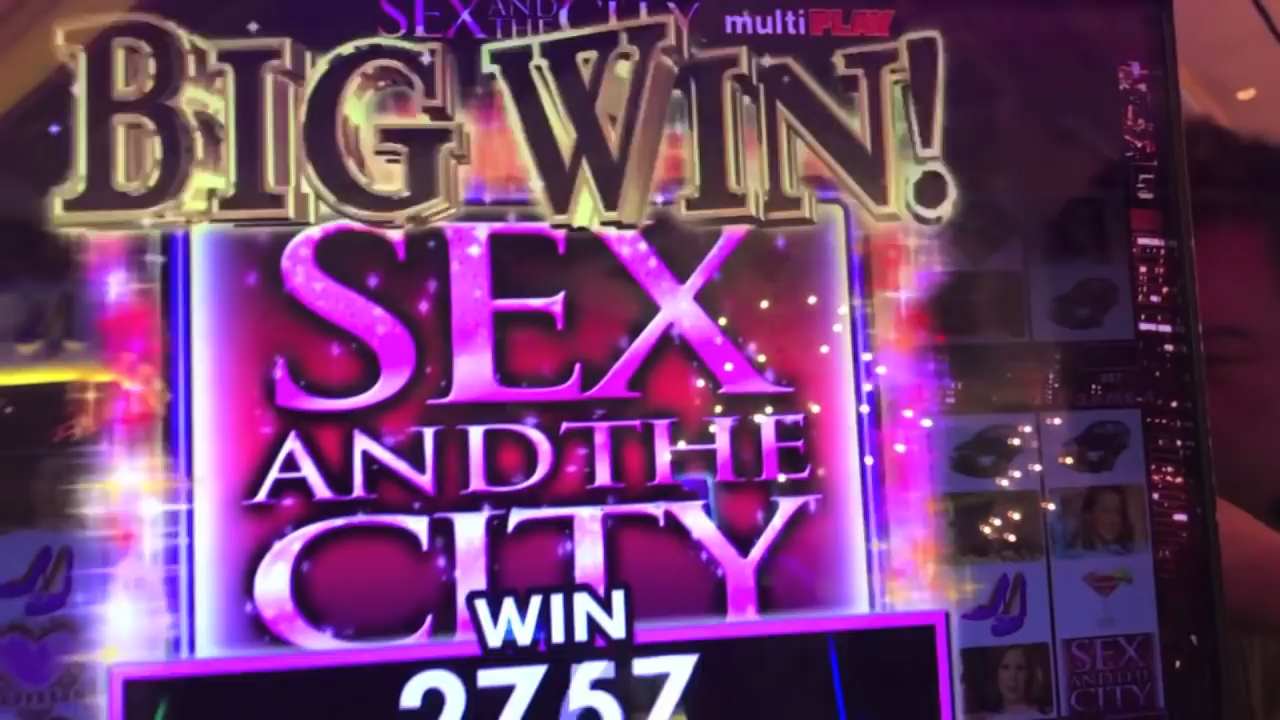 SEX AND THE CITY multiPLAY
BIG WIN!
SEX
AND THE
CITY
WIN
2757
SEX
AND THE
CITY